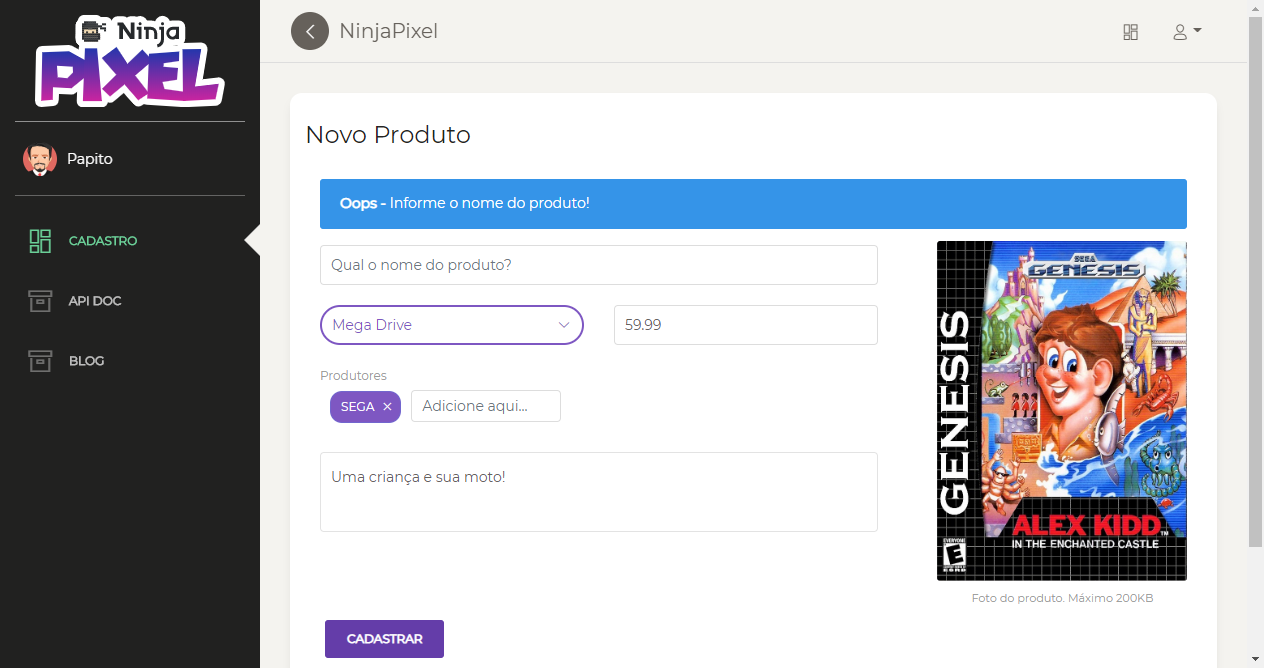 Ninja
PIXEL
NinjaPixel
Papito
CADASTRO
API DOC
BLOG
Novo Produto
Oops - Informe o nome do produto!
Qual o nome do produto?
Mega Drive
59.99
Produtores
SEGA ×
Adicione aqui...
Uma criança e sua moto!
SEGA
GENESIS
GENESIS
ALEX KIDD™
IN THE ENCHANTED CASTLE
EVERYONE
E
Foto do produto. Máximo 200KB
CADASTRAR